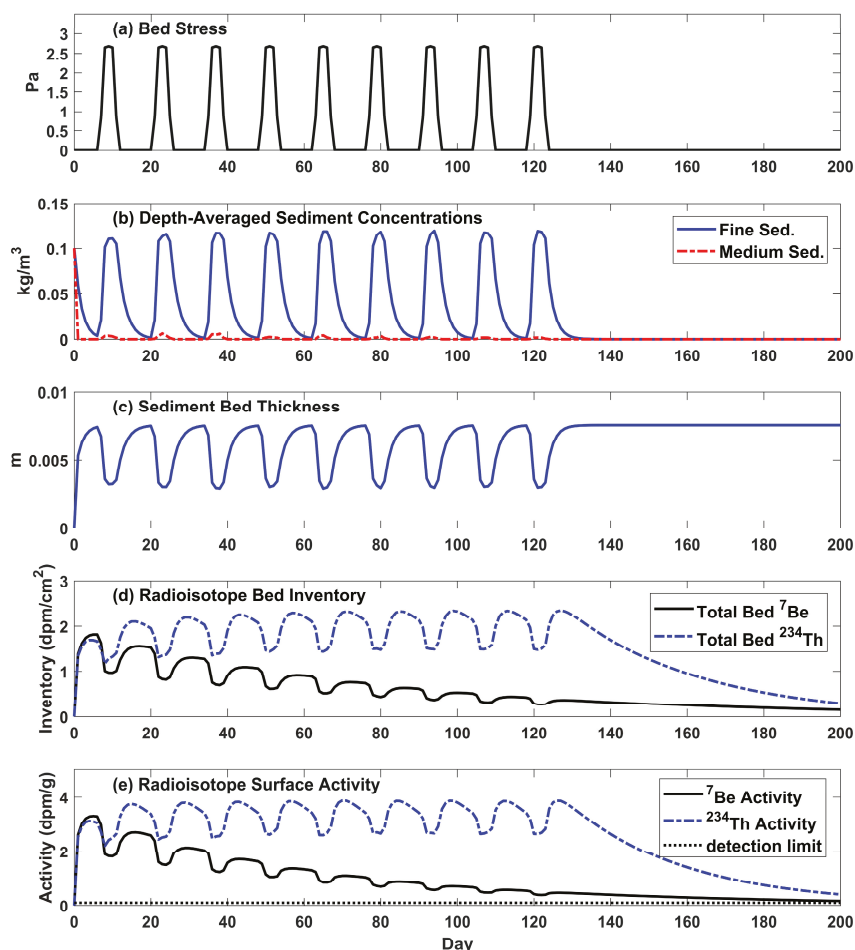 (a) Bed Stress
3
2.5
2
1.5
1
0.5
0
Pa
0 20 40 60 80 100 120 140 160 180 200
(b) Depth-Averaged Sediment Concentrations
0.15
0.10
0.05
0
kg/m³
Fine Sed.
Medium Sed.
0 20 40 60 80 100 120 140 160 180 200
(c) Sediment Bed Thickness
0.01
0.005
0
m
0 20 40 60 80 100 120 140 160 180 200
(d) Radioisotope Bed Inventory
3
2
1
0
Inventory (dpm/cm²)
Total Bed ⁷Be
Total Bed ²³⁴Th
0 20 40 60 80 100 120 140 160 180 200
(e) Radioisotope Surface Activity
4
2
0
Activity (dpm/g)
⁷Be Activity
²³⁴Th Activity
detection limit
0 20 40 60 80 100 120 140 160 180 200
Day